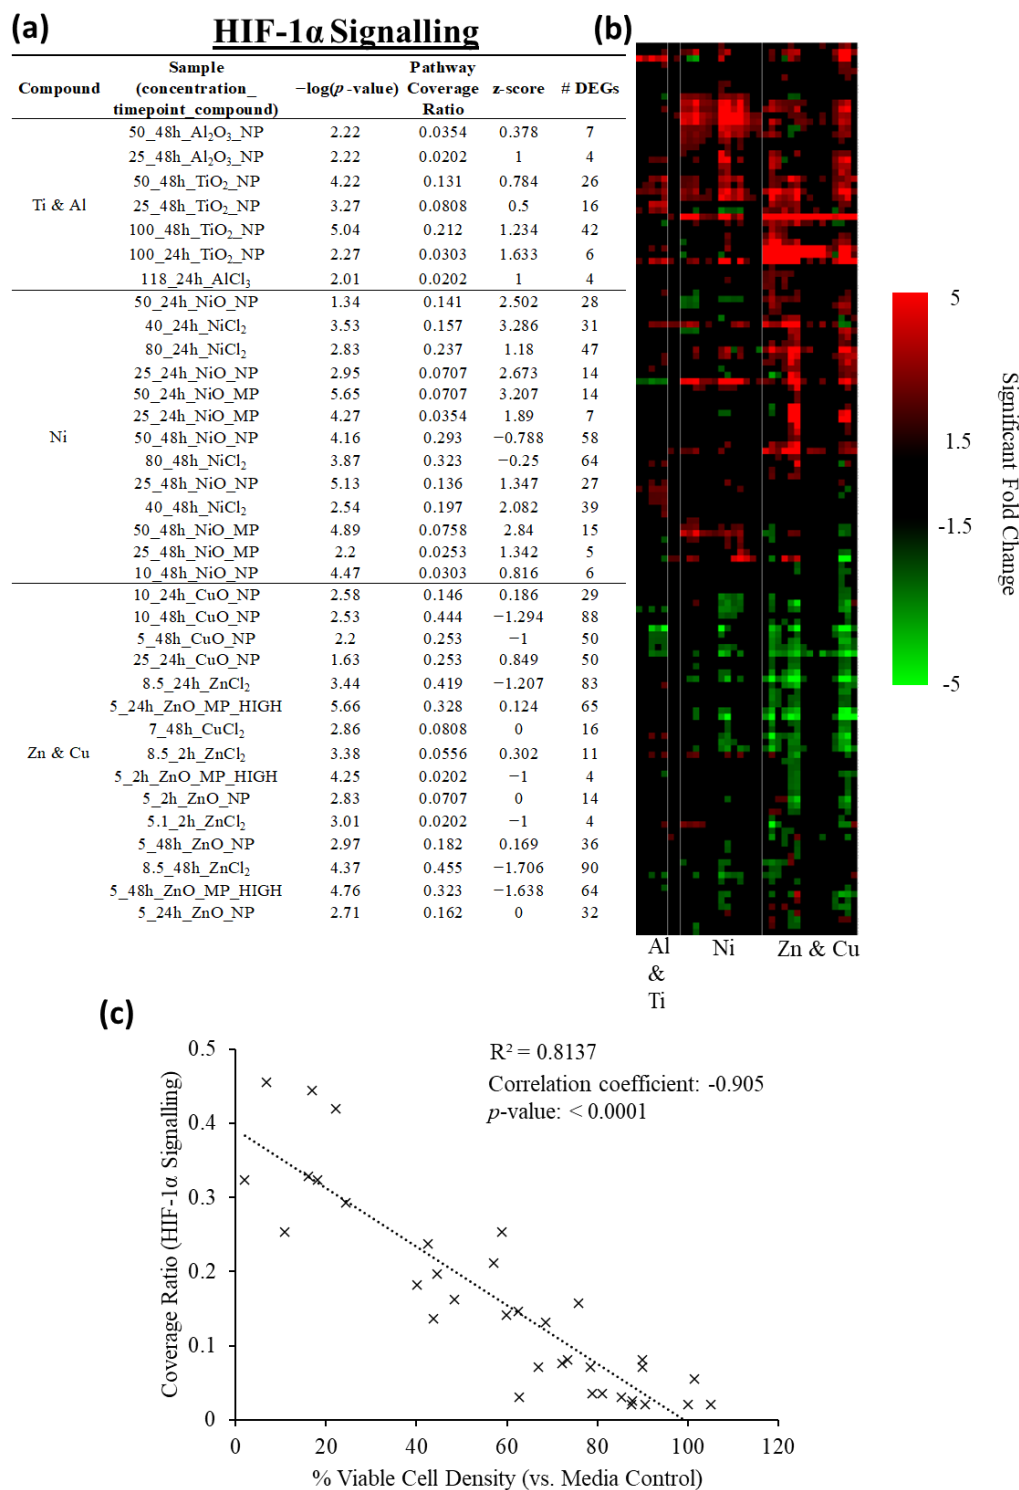 (a)
HIF-1α Signalling
Compound Sample (concentration_ timepoint_compound) −log(p -value) Pathway Coverage Ratio z-score # DEGs
50_48h_Al₂O₃_NP 2.22 0.0354 0.378 7
25_48h_Al₂O₃_NP 2.22 0.0202 1 4
50_48h_TiO₂_NP 4.22 0.131 0.784 26
Ti & Al 25_48h_TiO₂_NP 3.27 0.0808 0.5 16
100_48h_TiO₂_NP 5.04 0.212 1.234 42
100_24h_TiO₂_NP 2.27 0.0303 1.633 6
118_24h_AlCl₃ 2.01 0.0202 1 4
50_24h_NiO_NP 1.34 0.141 2.502 28
40_24h_NiCl₂ 3.53 0.157 3.286 31
80_24h_NiCl₂ 2.83 0.237 1.18 47
25_24h_NiO_NP 2.95 0.0707 2.673 14
50_24h_NiO_MP 5.65 0.0707 3.207 14
25_24h_NiO_MP 4.27 0.0354 1.89 7
Ni 50_48h_NiO_NP 4.16 0.293 −0.788 58
80_48h_NiCl₂ 3.87 0.323 −0.25 64
25_48h_NiO_NP 5.13 0.136 1.347 27
40_48h_NiCl₂ 2.54 0.197 2.082 39
50_48h_NiO_MP 4.89 0.0758 2.84 15
25_48h_NiO_MP 2.2 0.0253 1.342 5
10_48h_NiO_NP 4.47 0.0303 0.816 6
10_24h_CuO_NP 2.58 0.146 0.186 29
10_48h_CuO_NP 2.53 0.444 −1.294 88
5_48h_CuO_NP 2.2 0.253 −1 50
25_24h_CuO_NP 1.63 0.253 0.849 50
8.5_24h_ZnCl₂ 3.44 0.419 −1.207 83
5_24h_ZnO_MP_HIGH 5.66 0.328 0.124 65
7_48h_CuCl₂ 2.86 0.0808 0 16
Zn & Cu 8.5_2h_ZnCl₂ 3.38 0.0556 0.302 11
5_2h_ZnO_MP_HIGH 4.25 0.0202 −1 4
5_2h_ZnO_NP 2.83 0.0707 0 14
5.1_2h_ZnCl₂ 3.01 0.0202 −1 4
5_48h_ZnO_NP 2.97 0.182 0.169 36
8.5_48h_ZnCl₂ 4.37 0.455 −1.706 90
5_48h_ZnO_MP_HIGH 4.76 0.323 −1.638 64
5_24h_ZnO_NP 2.71 0.162 0 32
(b)
Al & Ti
Ni
Zn & Cu
5
1.5
-1.5
-5
Significant Fold Change
(c)
R² = 0.8137
Correlation coefficient: -0.905
p-value: < 0.0001
Coverage Ratio (HIF-1α Signalling)
0.5
0.4
0.3
0.2
0.1
0
0 20 40 60 80 100 120
% Viable Cell Density (vs. Media Control)